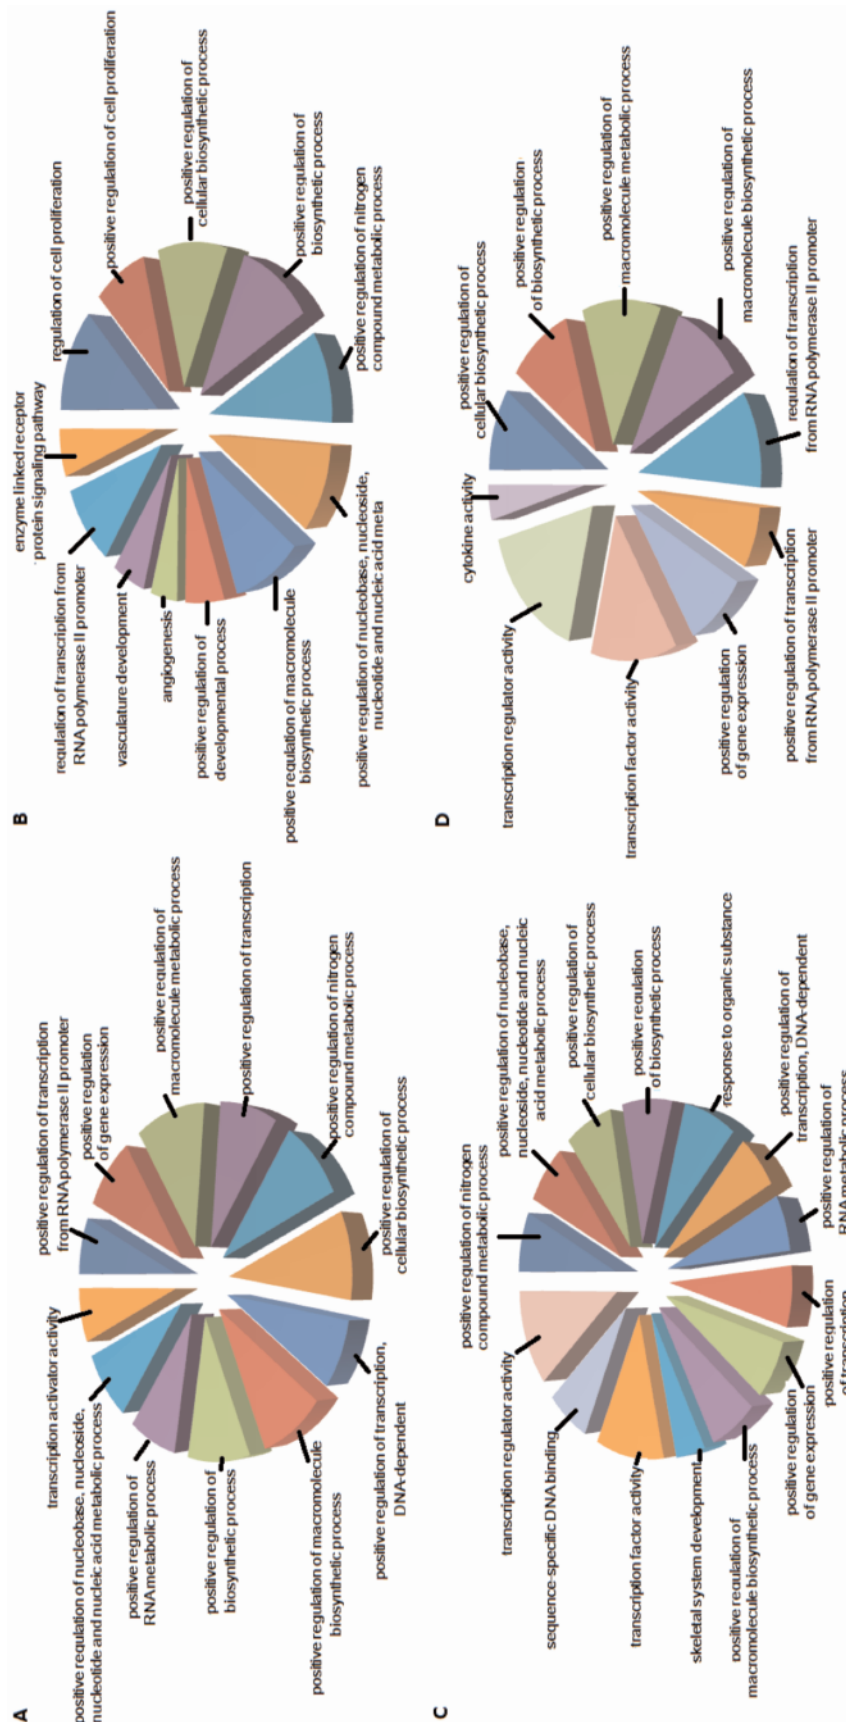 A
positive regulation of transcription
from RNA polymerase II promoter
positive regulation
of gene expression
positive regulation of
macromolecule metabolic process
positive regulation of transcription
positive regulation of nitrogen
compound metabolic process
positive regulation of
cellular biosynthetic process
positive regulation of transcription,
DNA-dependent
positive regulation of macromolecule
biosynthetic process
positive regulation of
biosynthetic process
positive regulation of
RNA metabolic process
positive regulation of nucleobase, nucleoside,
nucleotide and nucleic acid metabolic process
transcription activator activity
B
regulation of cell proliferation
positive regulation of cell proliferation
positive regulation of
cellular biosynthetic process
positive regulation of
biosynthetic process
positive regulation of nitrogen
compound metabolic process
positive regulation of nucleobase, nucleoside,
nucleotide and nucleic acid meta
positive regulation of macromolecule
biosynthetic process
positive regulation of
developmental process
angiogenesis
vasculature development
regulation of transcription from
RNA polymerase II promoter
enzyme linked receptor
protein signaling pathway
C
positive regulation of nitrogen
compound metabolic process
positive regulation of nucleobase,
nucleoside, nucleotide and nucleic
acid metabolic process
positive regulation of
cellular biosynthetic process
positive regulation
of biosynthetic process
response to organic substance
positive regulation of
transcription, DNA-dependent
positive regulation of
RNA metabolic process
positive regulation
of transcription
positive regulation
of gene expression
positive regulation of
macromolecule biosynthetic process
skeletal system development
transcription factor activity
sequence-specific DNA binding
transcription regulator activity
D
positive regulation of
cellular biosynthetic process
positive regulation
of biosynthetic process
positive regulation of
macromolecule metabolic process
positive regulation of
macromolecule biosynthetic process
regulation of transcription
from RNA polymerase II promoter
positive regulation of transcription
from RNA polymerase II promoter
positive regulation
of gene expression
transcription factor activity
transcription regulator activity
cytokine activity